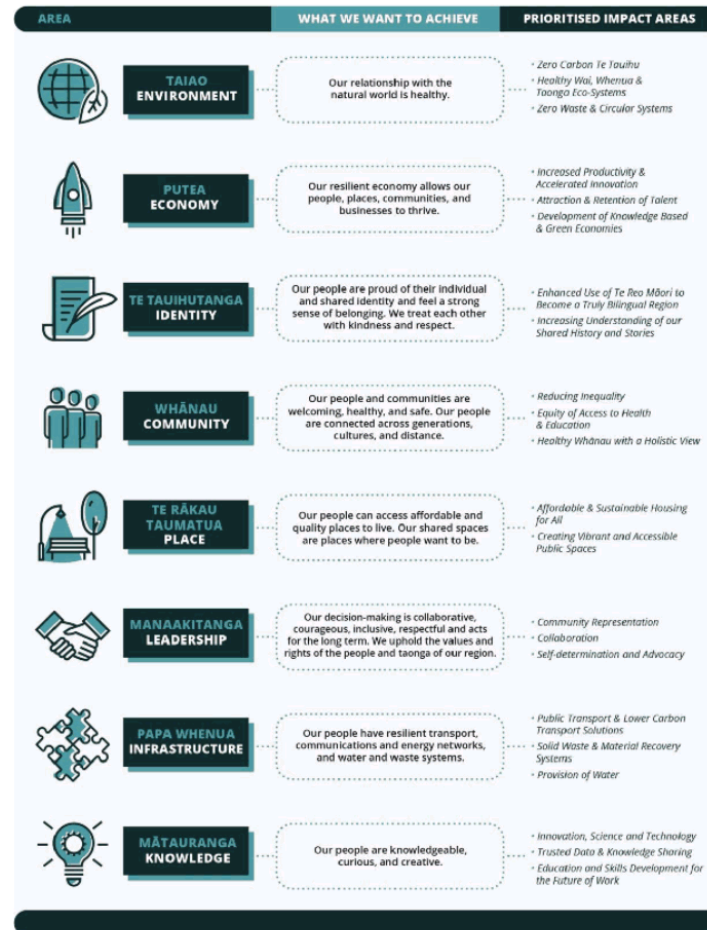 AREA
WHAT WE WANT TO ACHIEVE
PRIORITISED IMPACT AREAS
TAIAO
ENVIRONMENT
Our relationship with the
natural world is healthy.
• Zero Carbon Te Tauihu
• Healthy Wai, Whenua &
Taonga Eco-Systems
• Zero Waste & Circular Systems
PUTEA
ECONOMY
Our resilient economy allows our
people, places, communities, and
businesses to thrive.
• Increased Productivity &
Accelerated Innovation
• Attraction & Retention of Talent
• Development of Knowledge Based
& Green Economies
TE TAUIHUTANGA
IDENTITY
Our people are proud of their individual
and shared identity and feel a strong
sense of belonging. We treat each other
with kindness and respect.
• Enhanced Use of Te Reo Māori to
Become a Truly Bilingual Region
• Increasing Understanding of our
Shared History and Stories
WHĀNAU
COMMUNITY
Our people and communities are
welcoming, healthy, and safe. Our people
are connected across generations,
cultures, and distance.
• Reducing Inequality
• Equity of Access to Health
& Education
• Healthy Whānau with a Holistic View
TE RĀKAU
TAUMATUA
PLACE
Our people can access affordable and
quality places to live. Our shared spaces
are places where people want to be.
• Affordable & Sustainable Housing
for All
• Creating Vibrant and Accessible
Public Spaces
MANAAKITANGA
LEADERSHIP
Our decision-making is collaborative,
courageous, inclusive, respectful and acts
for the long term. We uphold the values and
rights of the people and taonga of our region.
• Community Representation
• Collaboration
• Self-determination and Advocacy
PAPA WHENUA
INFRASTRUCTURE
Our people have resilient transport,
communications and energy networks,
and water and waste systems.
• Public Transport & Lower Carbon
Transport Solutions
• Solid Waste & Material Recovery
Systems
• Provision of Water
MĀTAURANGA
KNOWLEDGE
Our people are knowledgeable,
curious, and creative.
• Innovation, Science and Technology
• Trusted Data & Knowledge Sharing
• Education and Skills Development for
the Future of Work